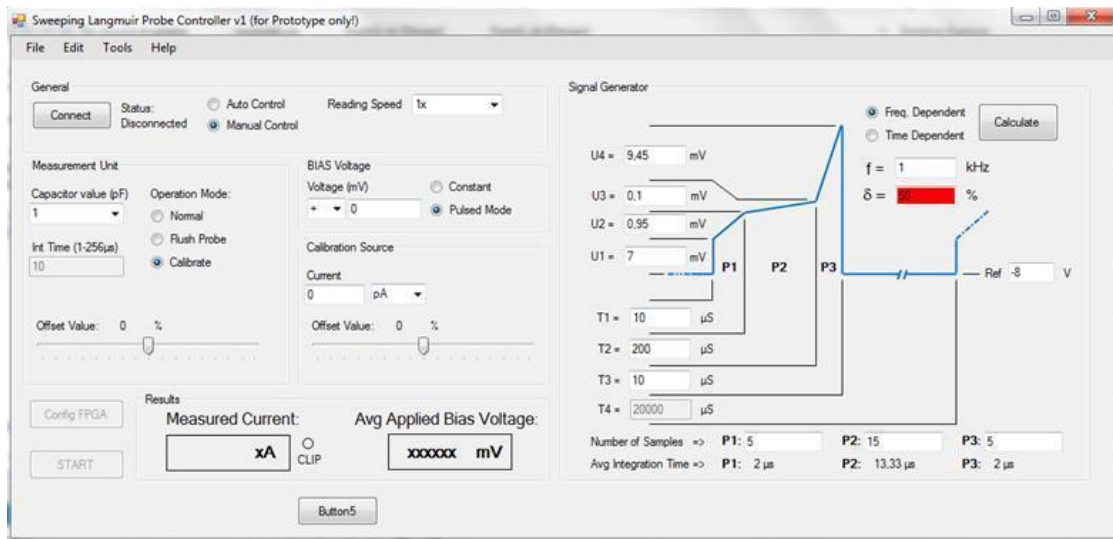 Sweeping Langmuir Probe Controller v1 (for Prototype only!)
File Edit Tools Help
General
Connect
Status:
Disconnected
Auto Control
Manual Control
Reading Speed 1x
Measurement Unit
Capacitor value (pF)
1
Int Time (1-256µs)
10
Operation Mode:
Normal
Flush Probe
Calibrate
Offset Value: 0 %
BIAS Voltage
Voltage (mV)
+ 0
Constant
Pulsed Mode
Calibration Source
Current
0 pA
Offset Value: 0 %
Config FPGA
START
Results
Measured Current:
xA
CLIP
Avg Applied Bias Voltage:
xxxxxx mV
Button5
Signal Generator
Freq. Dependent
Time Dependent
Calculate
f = 1 kHz
δ = 50 %
U4 = 9,45 mV
U3 = 0.1 mV
U2 = 0,95 mV
U1 = 7 mV
P1 P2 P3
Ref -8 V
T1 = 10 µS
T2 = 200 µS
T3 = 10 µS
T4 = 20000 µS
Number of Samples => P1: 5 P2: 15 P3: 5
Avg Integration Time => P1: 2 µs P2: 13.33 µs P3: 2 µs